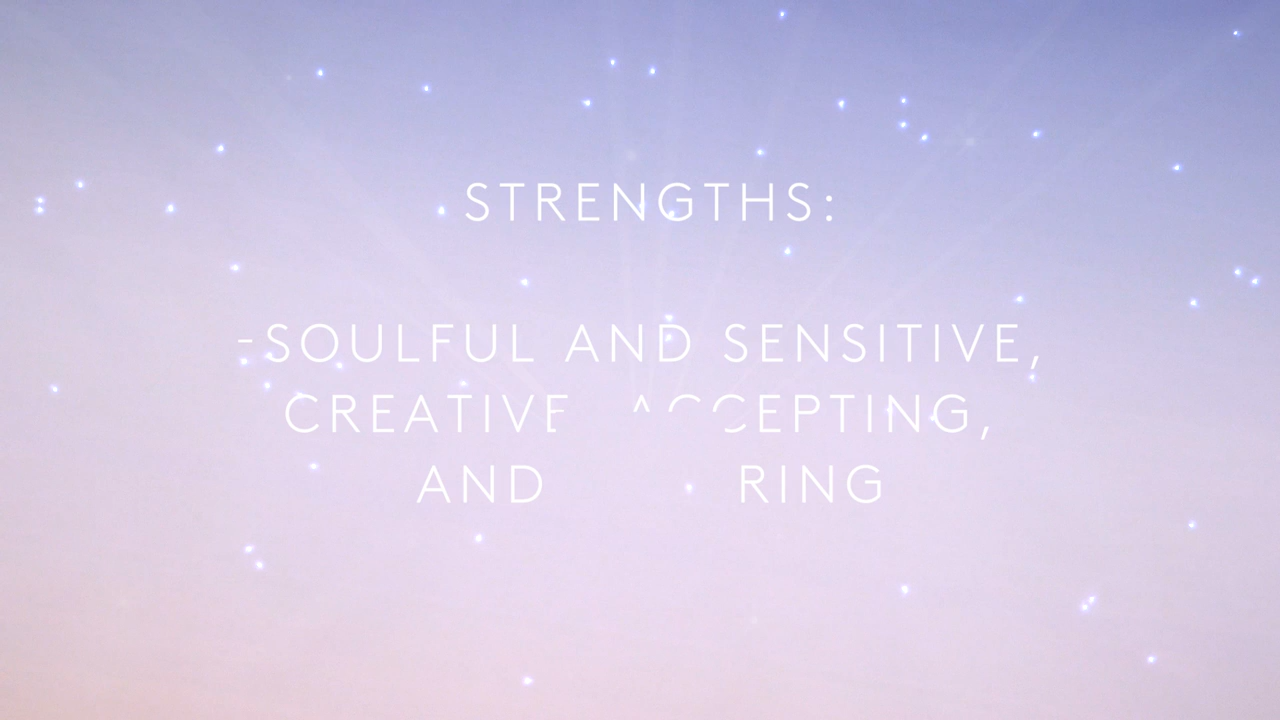 STRENGTHS:
-SOULFUL AND SENSITIVE,
CREATIVE ACCEPTING,
AND